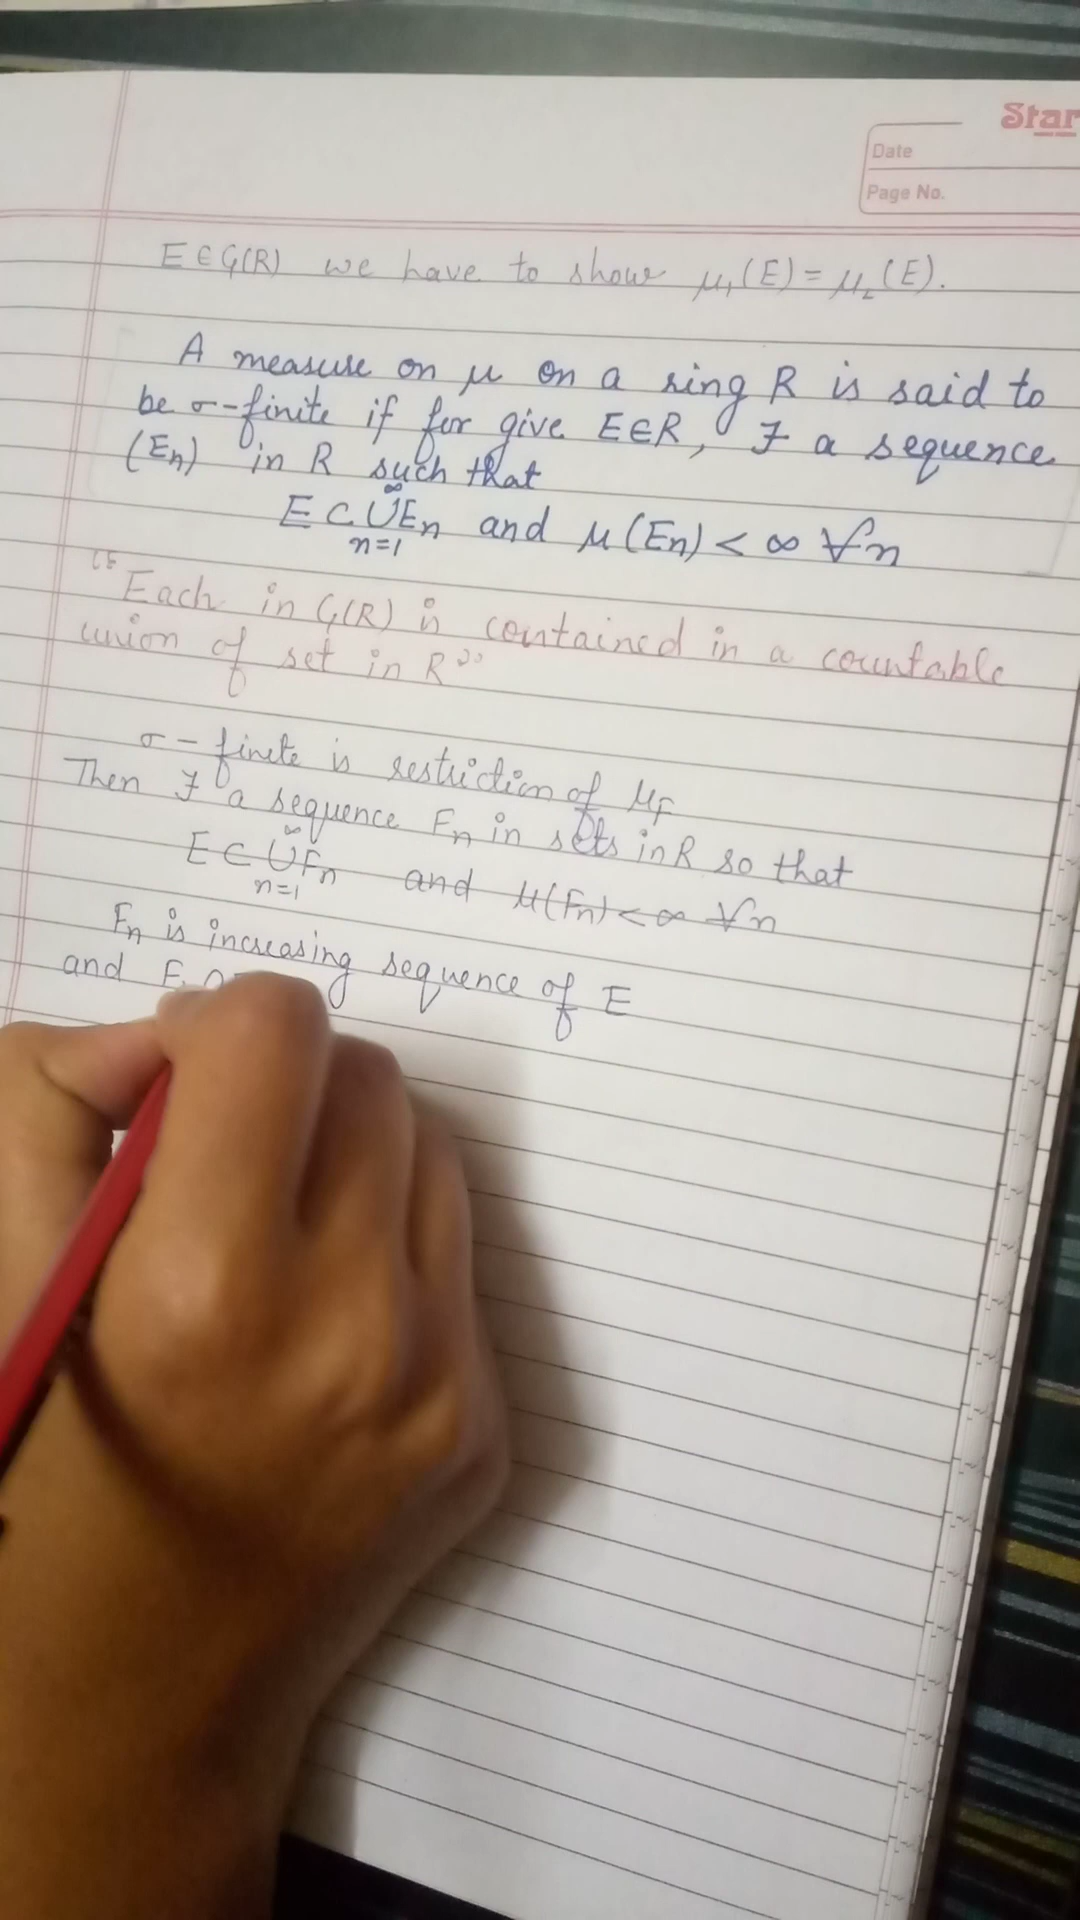 Star
Date
Page No.
E ∈ G(R) we have to show μ₁(E) = μ₂(E).
A measure on μ on a ring R is said to
be σ-finite if for give E∈R, ∃ a sequence
(En) in R such that
E ⊂ ∞∪n=1 En and μ(En) < ∞ ∀n
"Each in G(R) is contained in a countable
union of set in R"
σ-finite is restriction of μF
Then ∃ a sequence Fn in sets in R so that
E ⊂ ∞∪n=1 Fn and μ(Fn) < ∞ ∀n
Fn is increasing sequence of E
and